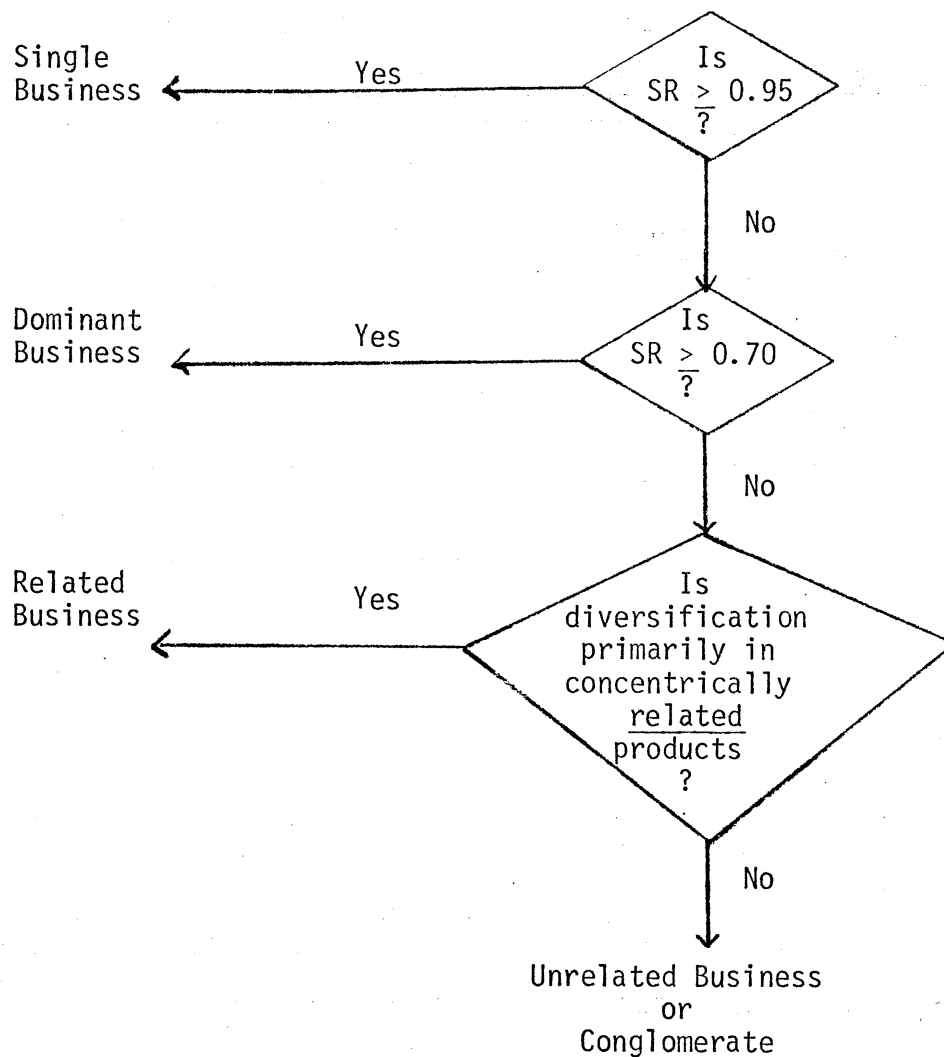 Single
Business
Yes
Is
SR ≥ 0.95
?
No
Dominant
Business
Yes
Is
SR ≥ 0.70
?
No
Related
Business
Yes
Is
diversification
primarily in
concentrically
related
products
?
No
Unrelated Business
or
Conglomerate